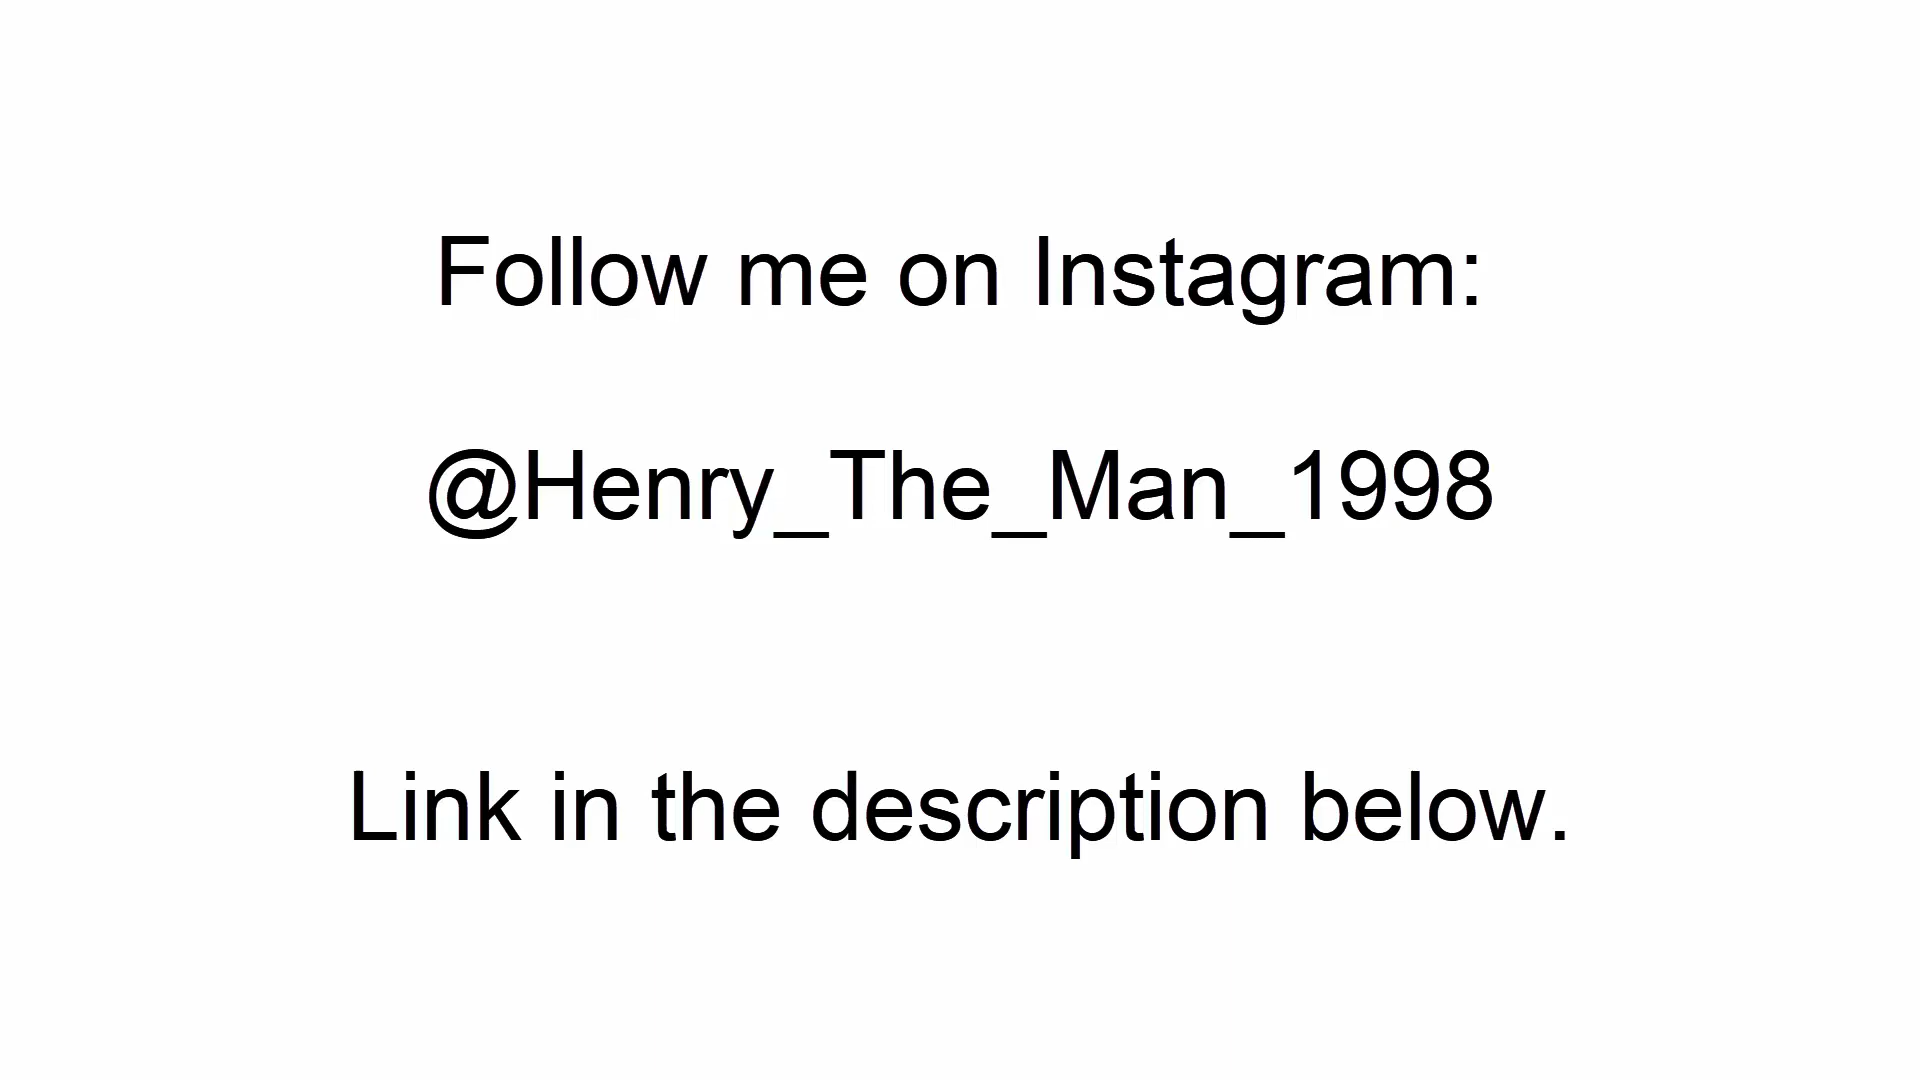 Follow me on Instagram:
@Henry_The_Man_1998
Link in the description below.